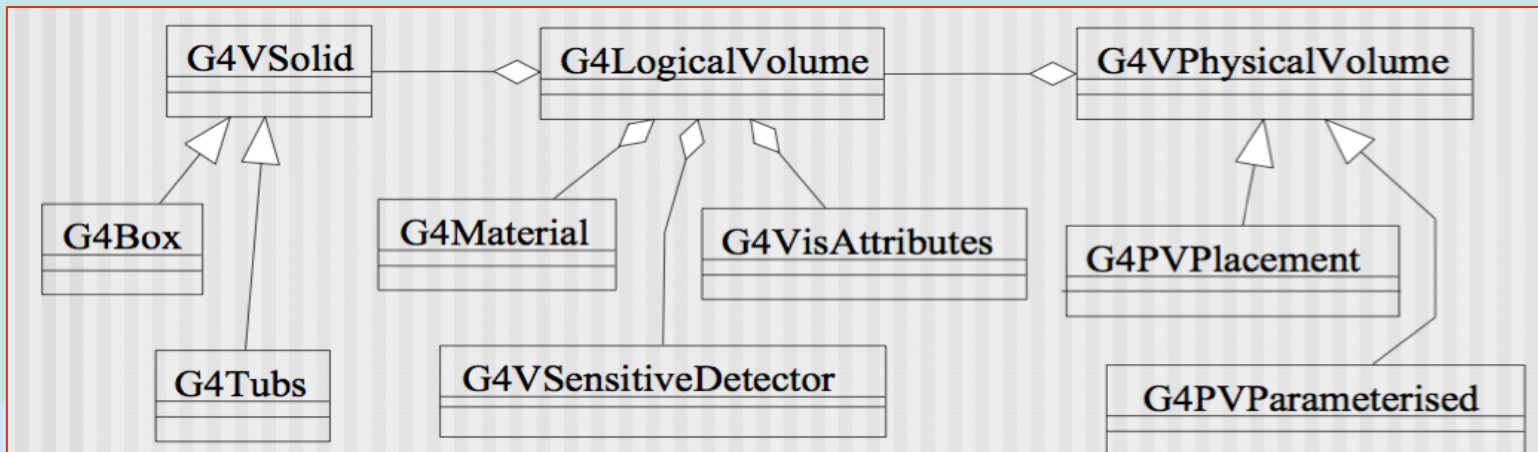 G4VSolid
G4LogicalVolume
G4VPhysicalVolume
G4Box
G4Material
G4VisAttributes
G4PVPlacement
G4Tubs
G4VSensitiveDetector
G4PVParameterised